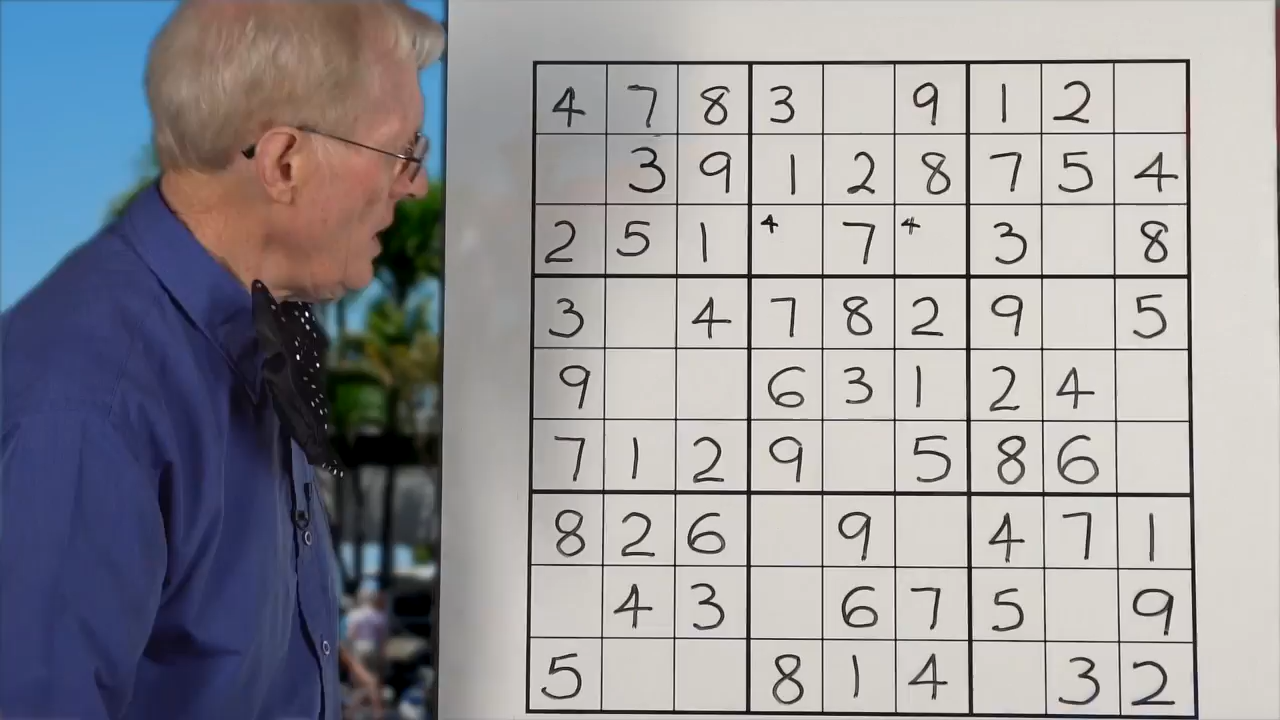 4 7 8 3 9 1 2
3 9 1 2 8 7 5 4
2 5 1 4 7 4 3 8
3 4 7 8 2 9 5
9 6 3 1 2 4
7 1 2 9 5 8 6
8 2 6 9 4 7 1
4 3 6 7 5 9
5 8 1 4 3 2